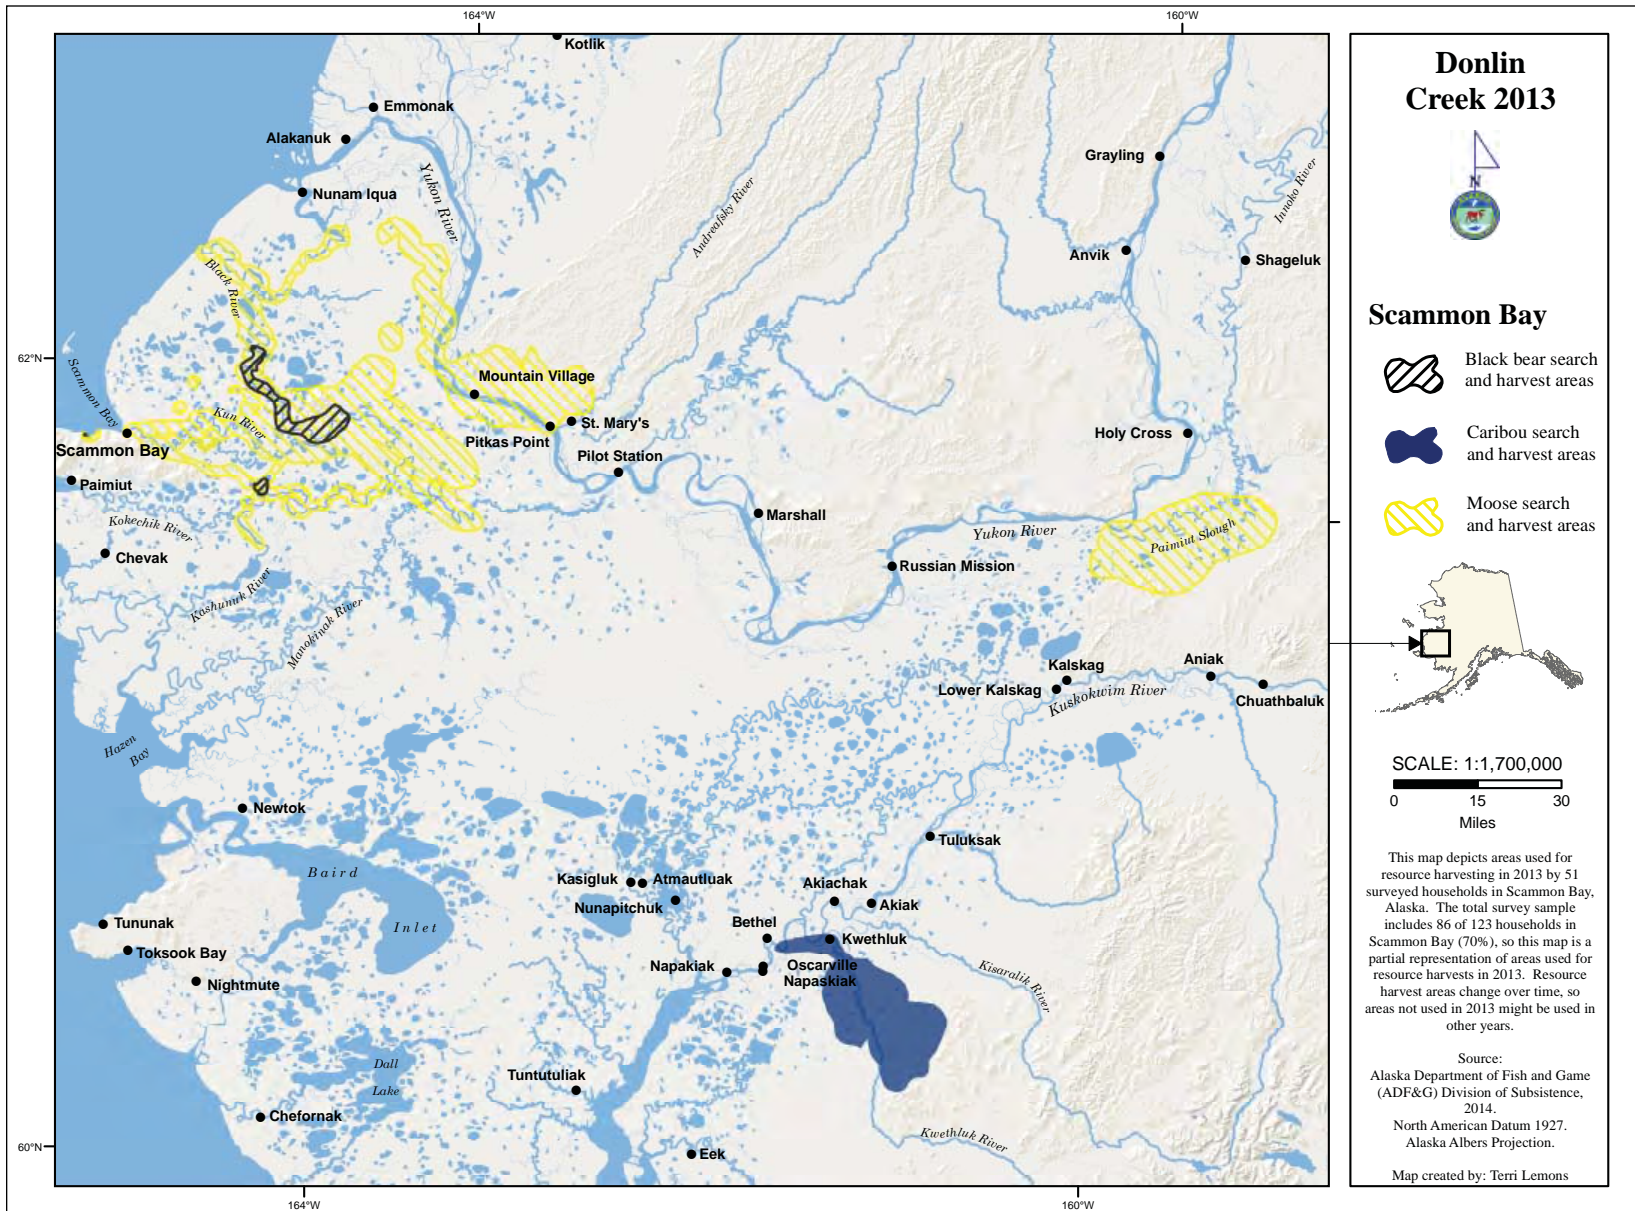 164°W
160°W
Kotlik
Emmonak
Alakanuk
Nunam Iqua
Yukon River
Andreafsky River
Grayling
Innoko River
Anvik
Shageluk
Black River
62°N
Scammon Bay
Mountain Village
Kun River
St. Mary's
Pitkas Point
Holy Cross
Scammon Bay
Pilot Station
Paimiut
Kokechik River
Marshall
Yukon River
Paimiut Slough
Chevak
Russian Mission
Kashunuk River
Manokinak River
Kalskag
Lower Kalskag
Kuskokwim River
Aniak
Chuathbaluk
Hazen
Bay
Newtok
Tuluksak
Baird
Inlet
Kasigluk
Atmautluak
Nunapitchuk
Akiachak
Akiak
Tununak
Bethel
Kwethluk
Toksook Bay
Napakiak
Oscarville
Napaskiak
Kisaralik River
Nightmute
Dall
Lake
Tuntutuliak
Chefornak
Kwethluk River
60°N
Eek
164°W
160°W
Donlin
Creek 2013
N
Scammon Bay
Black bear search
and harvest areas
Caribou search
and harvest areas
Moose search
and harvest areas
SCALE: 1:1,700,000
0 15 30
Miles
This map depicts areas used for
resource harvesting in 2013 by 51
surveyed households in Scammon Bay,
Alaska. The total survey sample
includes 86 of 123 households in
Scammon Bay (70%), so this map is a
partial representation of areas used for
resource harvests in 2013. Resource
harvest areas change over time, so
areas not used in 2013 might be used in
other years.
Source:
Alaska Department of Fish and Game
(ADF&G) Division of Subsistence,
2014.
North American Datum 1927.
Alaska Albers Projection.
Map created by: Terri Lemons